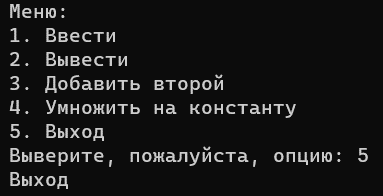 Меню:
1. Ввести
2. Вывести
3. Добавить второй
4. Умножить на константу
5. Выход
Выверите, пожалуйста, опцию: 5
Выход